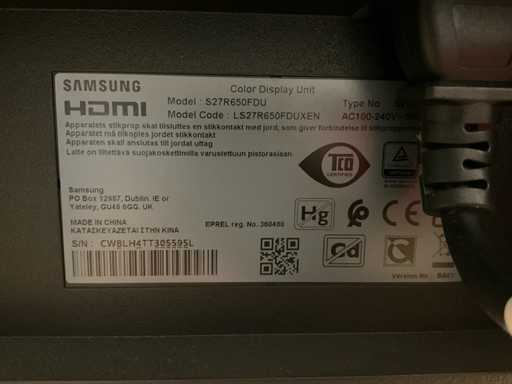 SAMSUNG
HDMI
Color Display Unit
Model : S27R650FDU
Type No
Model Code : LS27R650FDUXEN
AC100-240V~
Apparatets stikprop skal tilsluttes en stikkontakt med jord, som giver forbindelse til stikproppens
Apparatet må tilkoples jordet stikkontakt
Apparaten skall anslutas till jordat uttag
Laite on liitettävä suojakoskettimilla varustettuun pistorasiaan.
TCO
CERTIFIED
Samsung
PO Box 12987, Dublin. IE or
Yateley, GU46 6GG. UK
MADE IN CHINA
ΚΑΤΑΣΚΕΥΑΖΕΤΑΙ ΣΤΗΝ ΚΙΝΑ
EPREL reg. No. 360450
S/N : CW8LH4TT305595L
Hg
CE
Cd
Version No